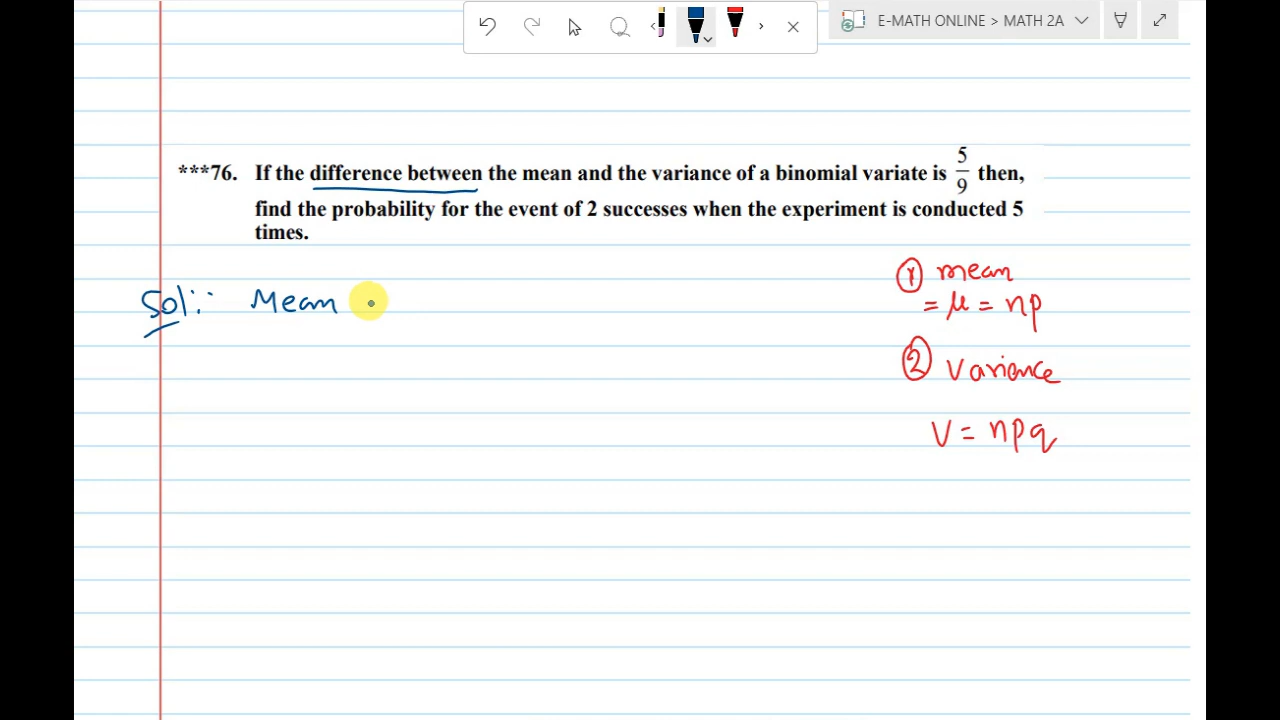 E-MATH ONLINE > MATH 2A
***76. If the difference between the mean and the variance of a binomial variate is 5/9 then,
find the probability for the event of 2 successes when the experiment is conducted 5
times.
Sol:- Mean
① mean
= μ = np
② Variance
V = npq